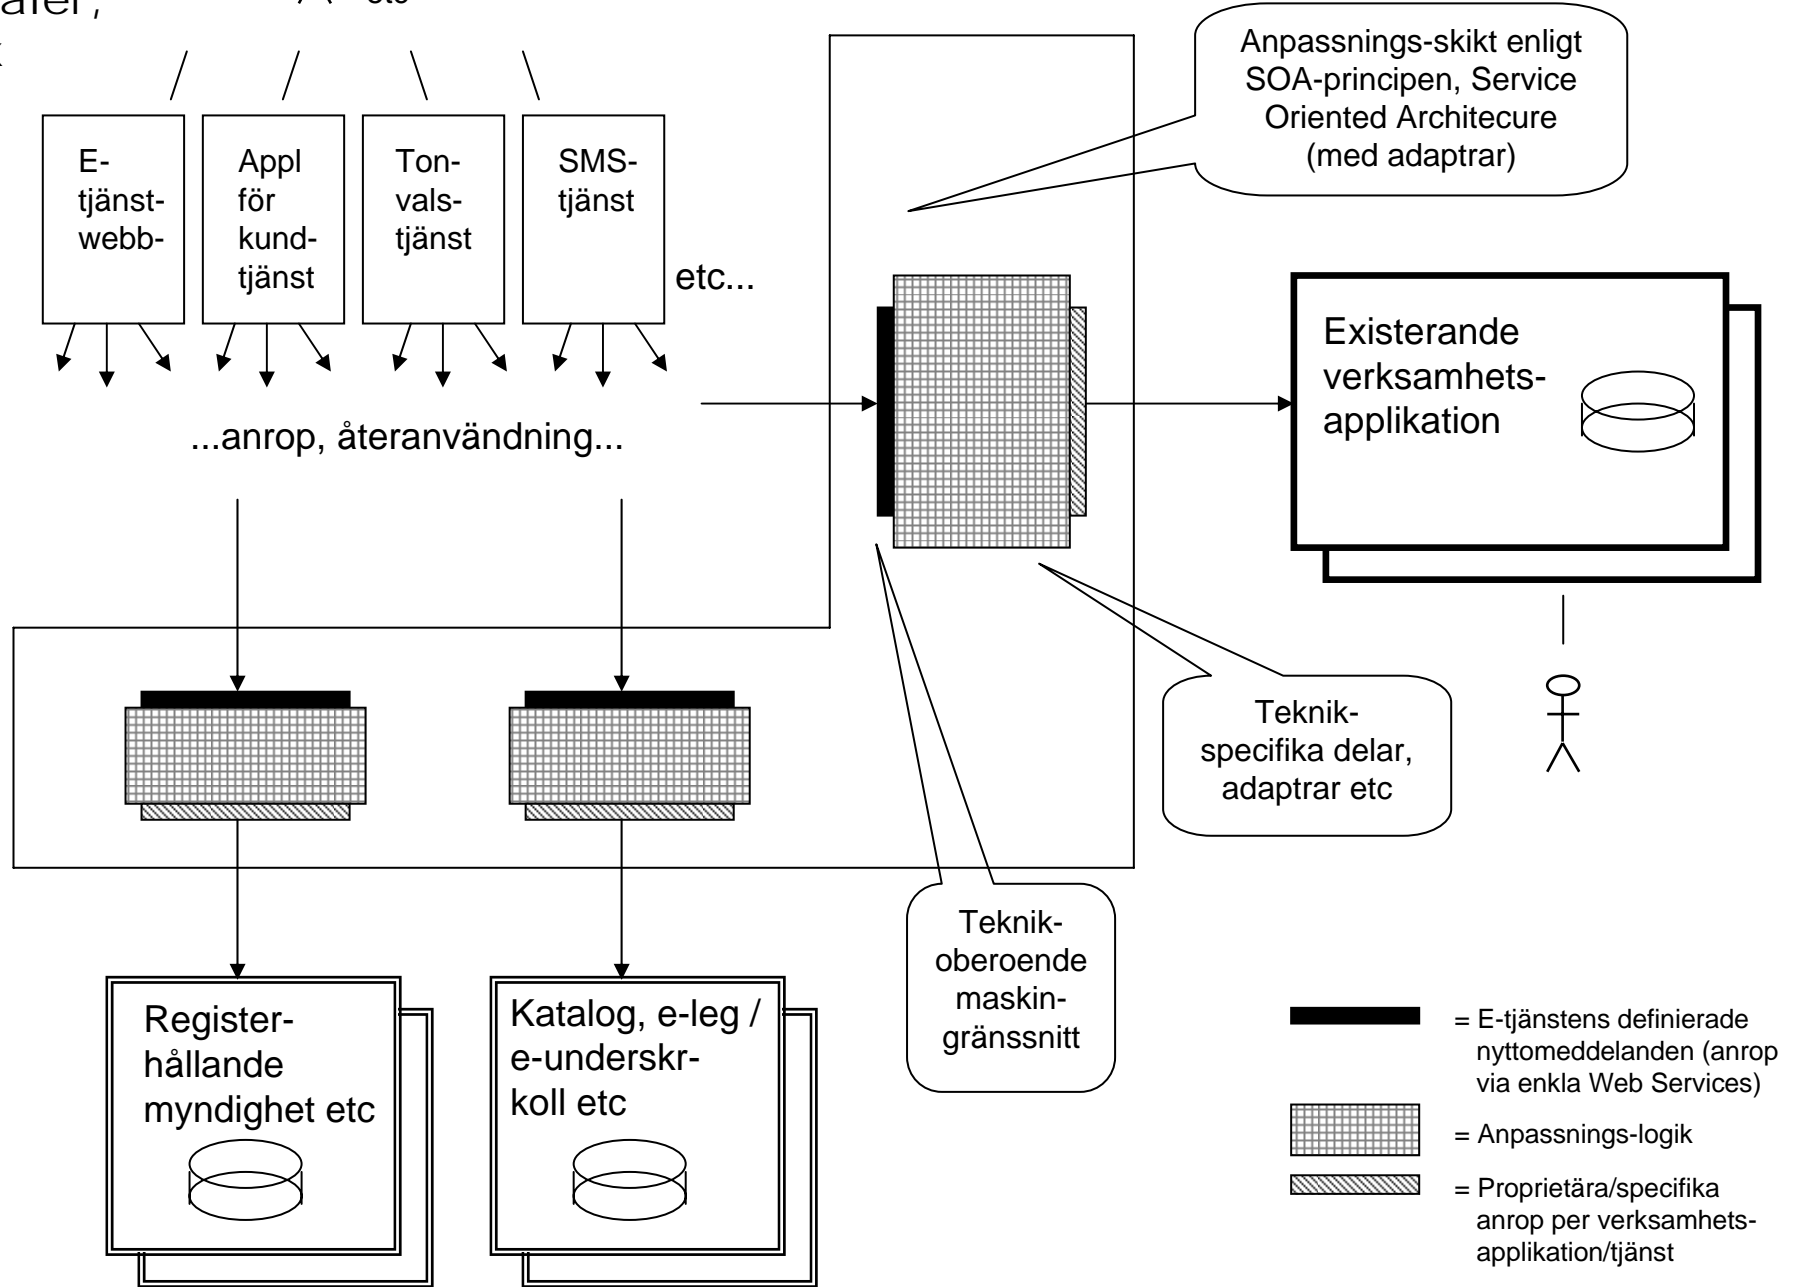 etc
E-
tjänst-
webb-
Appl
för
kund-
tjänst
Ton-
vals-
tjänst
SMS-
tjänst
etc...
...anrop, återanvändning...
Anpassnings-skikt enligt
SOA-principen, Service
Oriented Architecure
(med adaptrar)
Existerande
verksamhets-
applikation
Teknik-
specifika delar,
adaptrar etc
Teknik-
oberoende
maskin-
gränssnitt
Register-
hållande
myndighet etc
Katalog, e-leg /
e-underskr-
koll etc
= E-tjänstens definierade
nyttomeddelanden (anrop
via enkla Web Services)
= Anpassnings-logik
= Proprietära/specifika
anrop per verksamhets-
applikation/tjänst